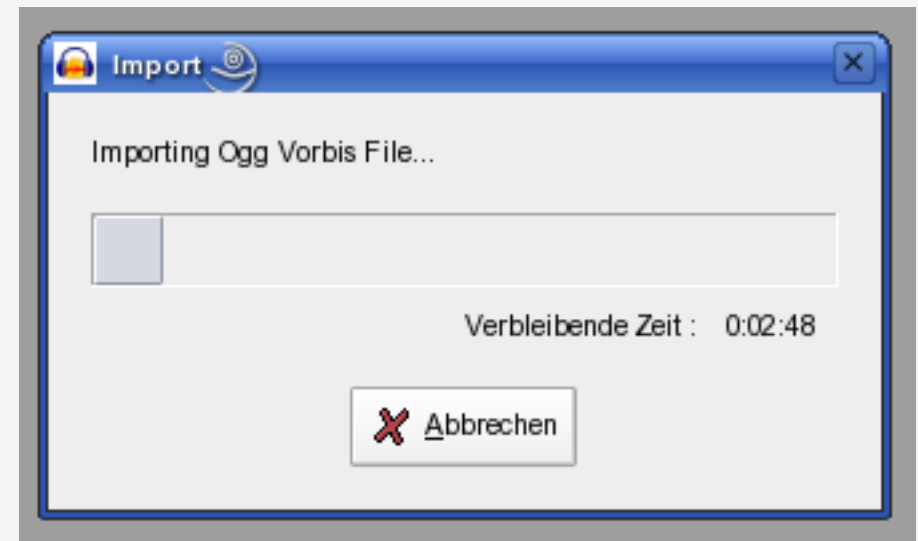 Import
Importing Ogg Vorbis File...
Verbleibende Zeit : 0:02:48
Abbrechen